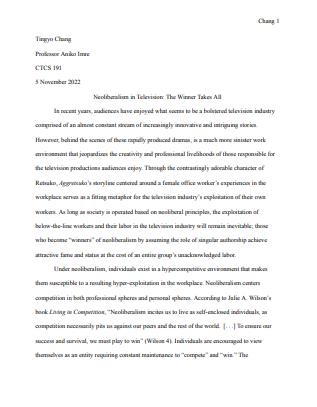 Chang 1
Tingyo Chang
Professor Aniko Imre
CTCS 191
5 November 2022
Neoliberalism in Television: The Winner Takes All
In recent years, audiences have enjoyed what seems to be a bolstered television industry
comprised of an almost constant stream of increasingly innovative and intriguing stories.
However, behind the scenes of these rapidly produced dramas, is a much more sinister work
environment that jeopardizes the creativity and professional livelihoods of those responsible for
the television productions audiences enjoy. Through the contrastingly adorable character of
Retsuko, Aggretsuko's storyline centered around a female office worker's experiences in the
workplace serves as a fitting metaphor for the television industry's exploitation of their own
workers. As long as society is operated based on neoliberal principles, the exploitation of
below-the-line workers and their labor in the television industry will remain inevitable; those
who become “winners” of neoliberalism by assuming the role of singular authorship achieve
attractive fame and status at the cost of an entire group's unacknowledged labor.
Under neoliberalism, individuals exist in a hypercompetitive environment that makes
them susceptible to a resulting hyper-exploitation in the workplace. Neoliberalism centers
competition in both professional spheres and personal spheres. According to Julie A. Wilson's
book Living in Competition, “Neoliberalism incites us to live as self-enclosed individuals, as
competition necessarily pits us against our peers and the rest of the world. [. . .] To ensure our
success and survival, we must play to win” (Wilson 4). Individuals are encouraged to view
themselves as an entity requiring constant maintenance to “compete” and “win.” The